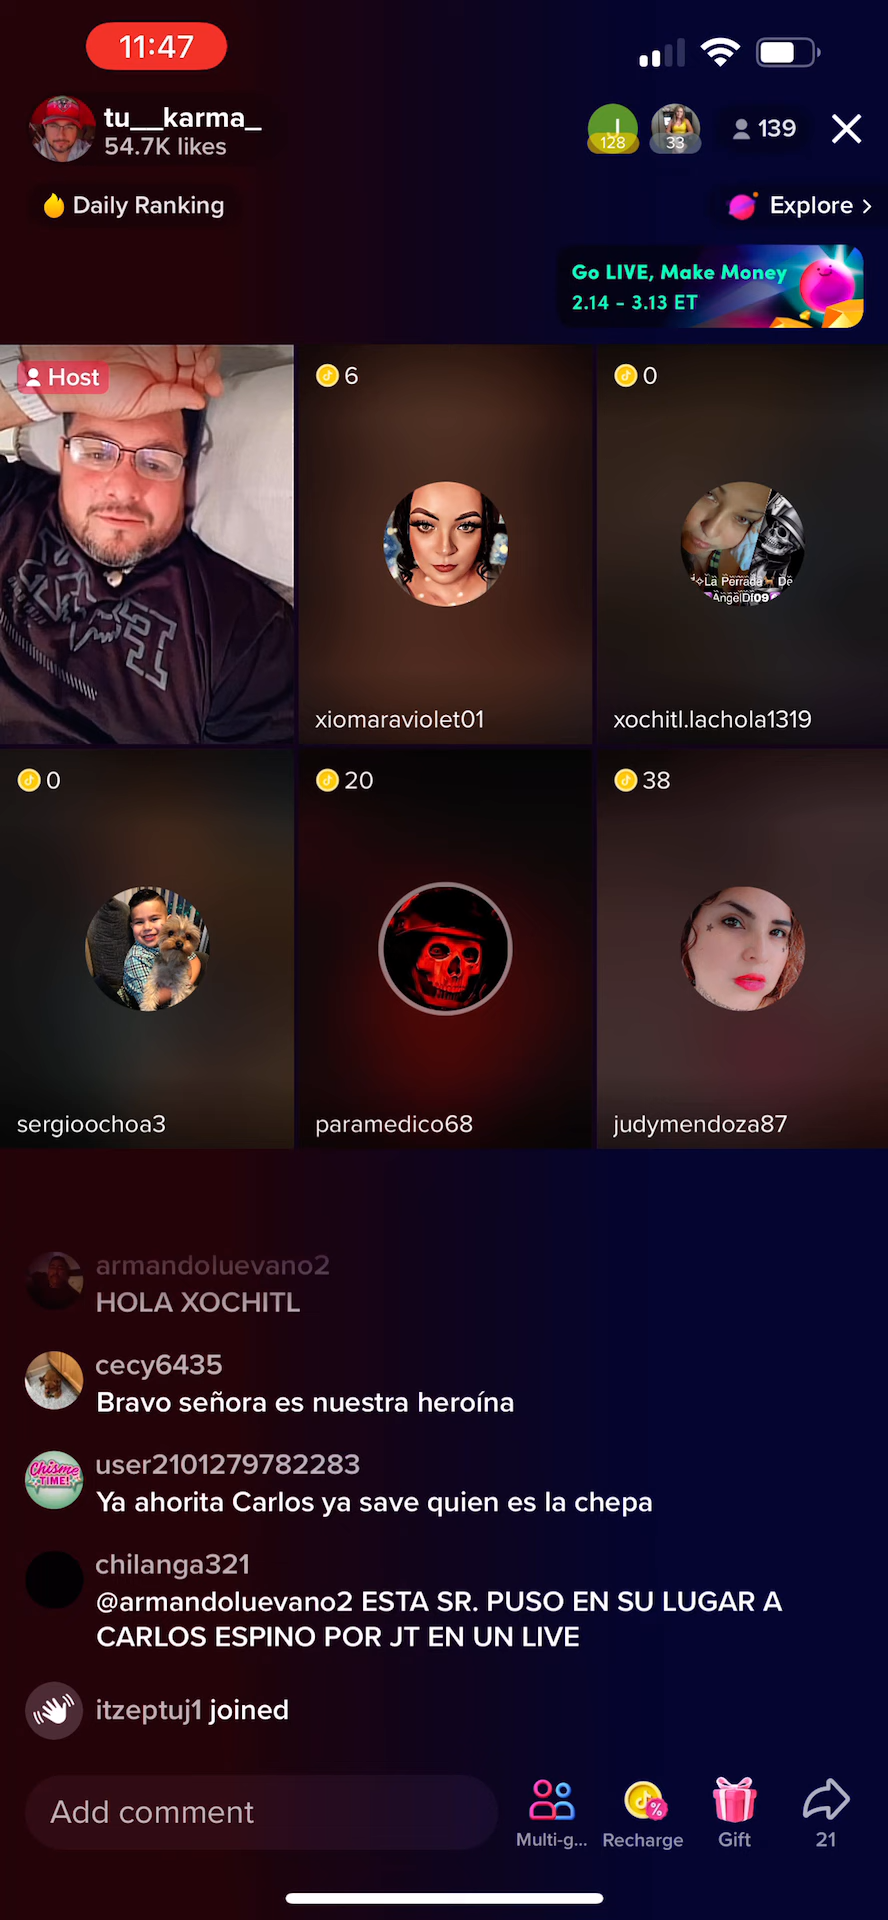 11:47
tu__karma_
54.7K likes
128
33
139
Daily Ranking
Explore >
Go LIVE, Make Money
2.14 - 3.13 ET
Host
6
0
La Perrada De
AngelDf09
xiomaraviolet01
xochitl.lachola1319
0
20
38
sergioochoa3
paramedico68
judymendoza87
armandoluevano2
HOLA XOCHITL
cecy6435
Bravo señora es nuestra heroína
Chisme
TIME!
user2101279782283
Ya ahorita Carlos ya save quien es la chepa
chilanga321
@armandoluevano2 ESTA SR. PUSO EN SU LUGAR A
CARLOS ESPINO POR JT EN UN LIVE
itzeptuj1 joined
Add comment
Multi-g...
Recharge
Gift
21